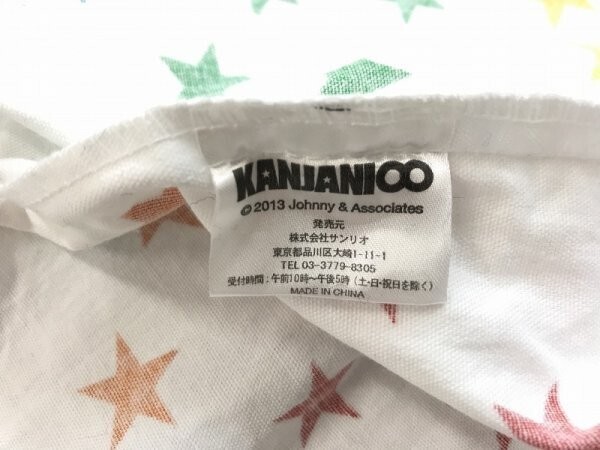 KANJANI∞
© 2013 Johnny & Associates
発売元
株式会社サンリオ
東京都品川区大崎1-11-1
TEL 03-3779-8305
受付時間:午前10時〜午後5時(土・日・祝日を除く)
MADE IN CHINA